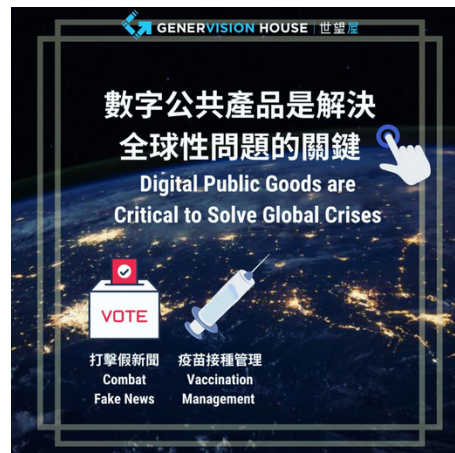 GENERVISION HOUSE | 世望屋
數字公共產品是解決
全球性問題的關鍵
Digital Public Goods are
Critical to Solve Global Crises
VOTE
打擊假新聞
Combat
Fake News
疫苗接種管理
Vaccination
Management